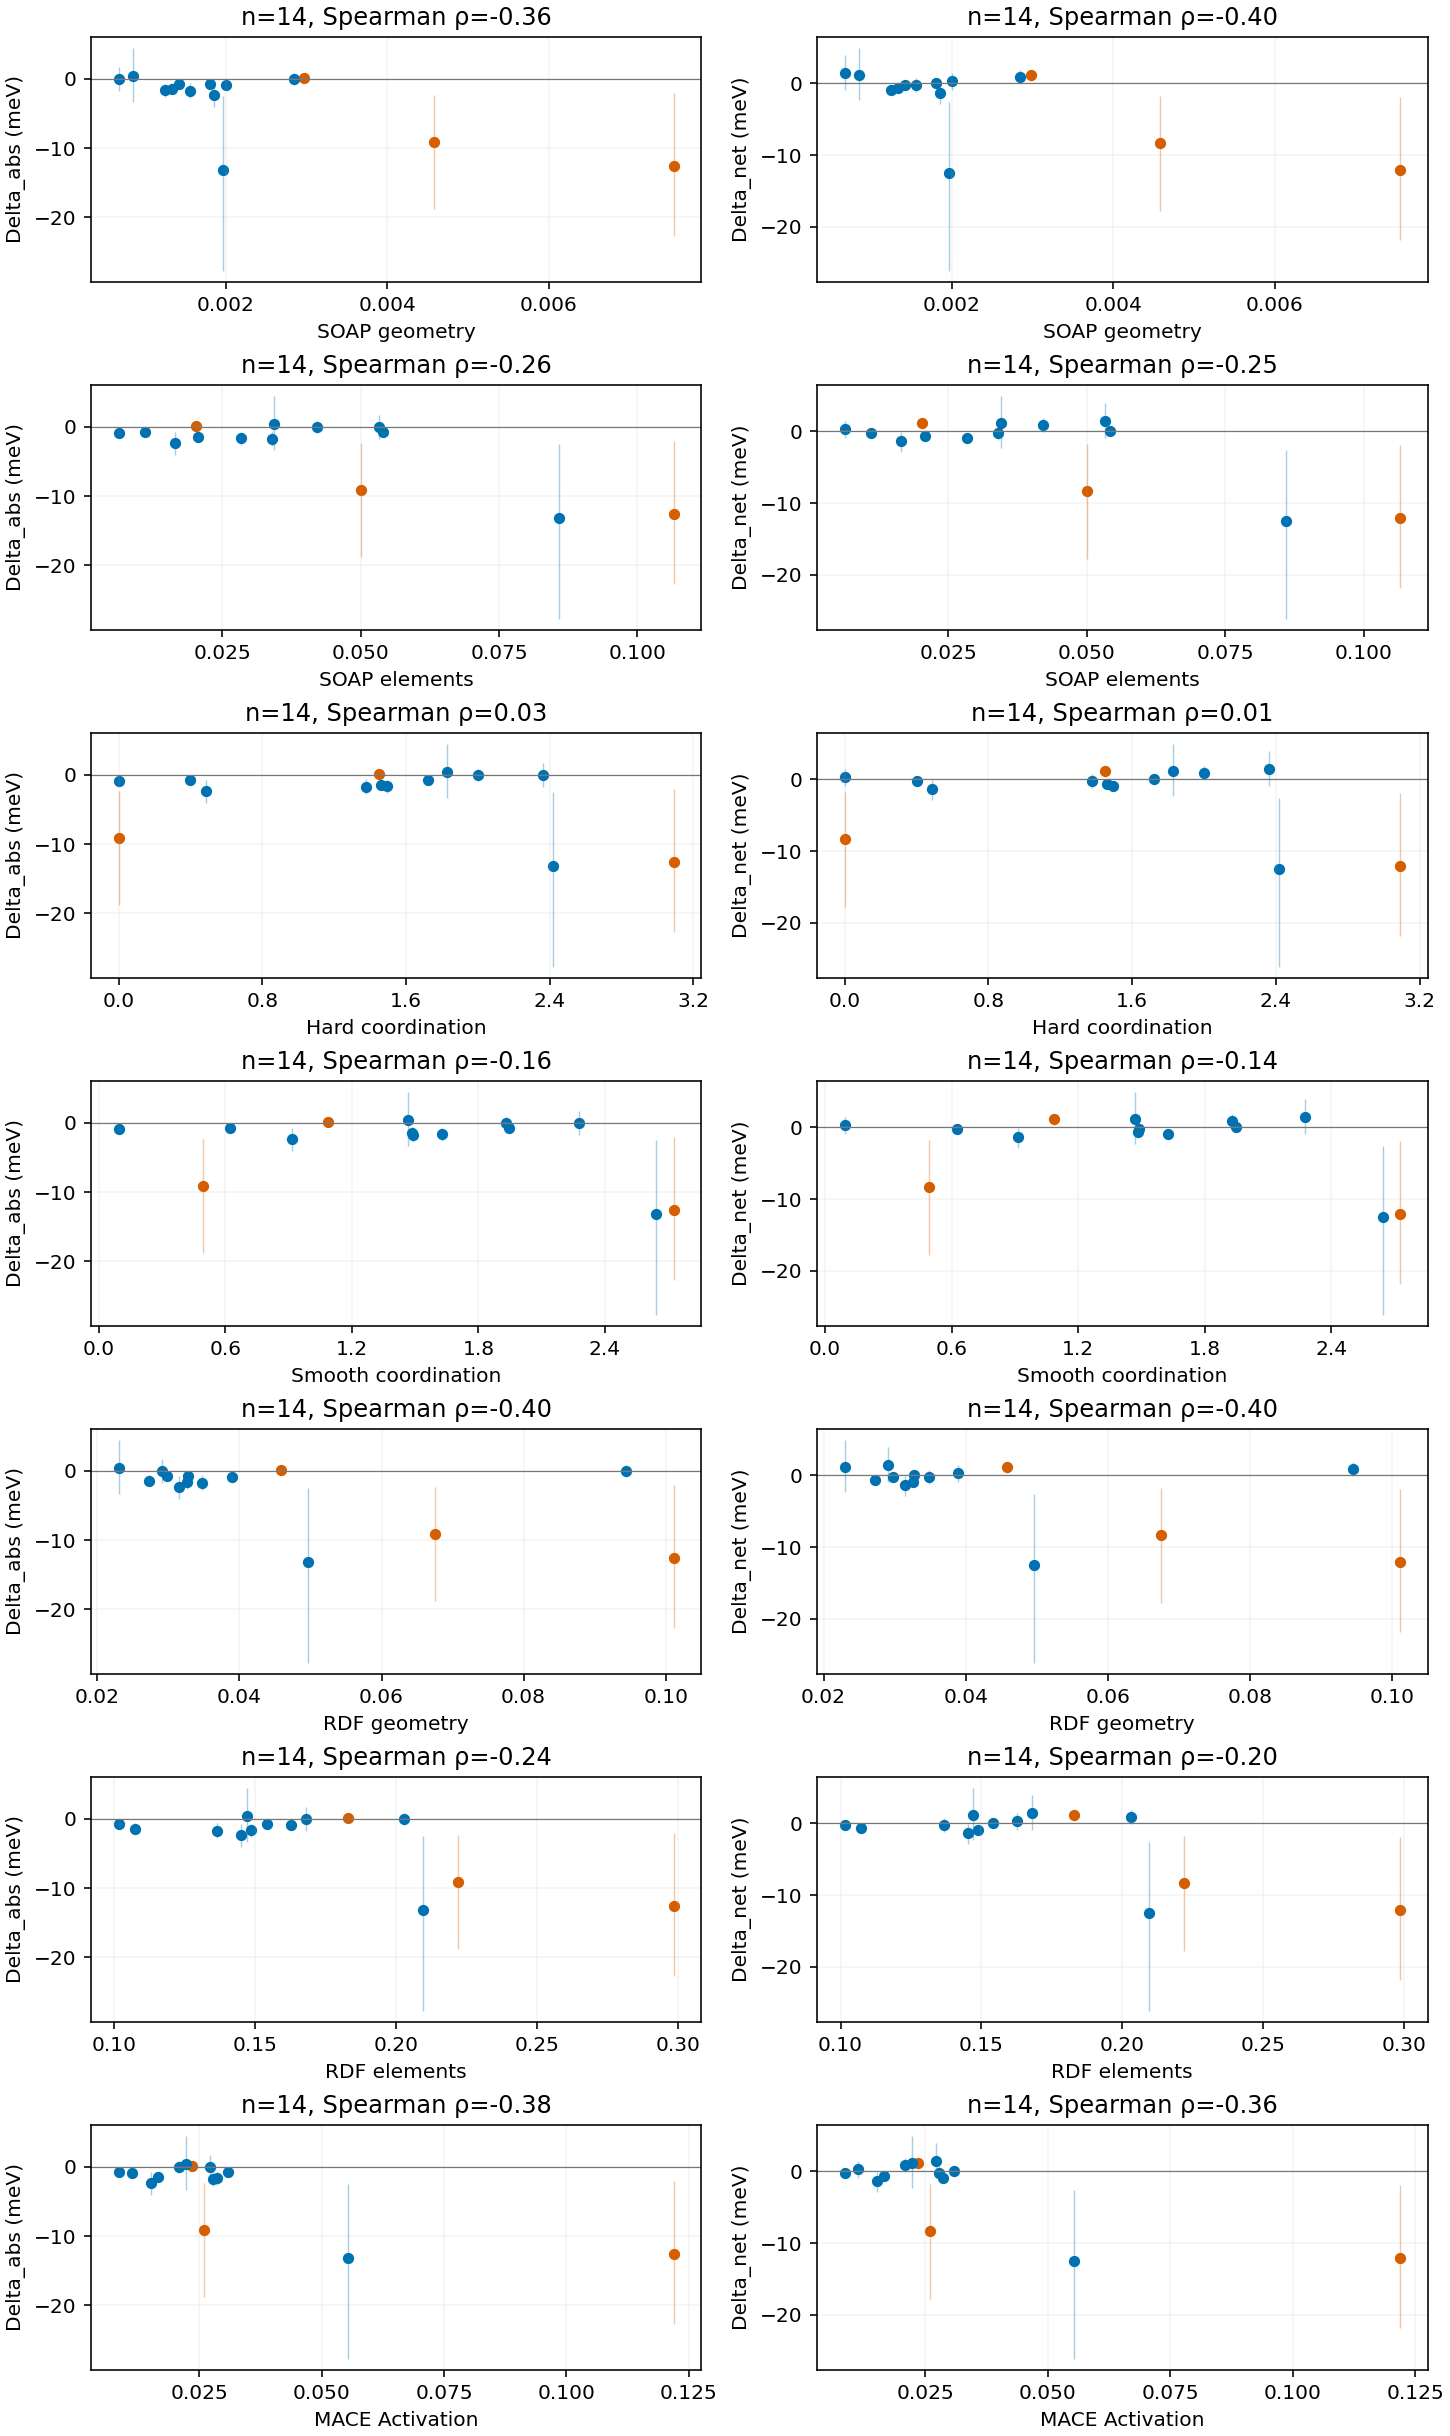 n=14, Spearman ρ=-0.36
Delta_abs (meV)
0
−10
−20
0.002
0.004
0.006
SOAP geometry
n=14, Spearman ρ=-0.40
Delta_net (meV)
0
−10
−20
0.002
0.004
0.006
SOAP geometry
n=14, Spearman ρ=-0.26
Delta_abs (meV)
0
−10
−20
0.025
0.050
0.075
0.100
SOAP elements
n=14, Spearman ρ=-0.25
Delta_net (meV)
0
−10
−20
0.025
0.050
0.075
0.100
SOAP elements
n=14, Spearman ρ=0.03
Delta_abs (meV)
0
−10
−20
0.0
0.8
1.6
2.4
3.2
Hard coordination
n=14, Spearman ρ=0.01
Delta_net (meV)
0
−10
−20
0.0
0.8
1.6
2.4
3.2
Hard coordination
n=14, Spearman ρ=-0.16
Delta_abs (meV)
0
−10
−20
0.0
0.6
1.2
1.8
2.4
Smooth coordination
n=14, Spearman ρ=-0.14
Delta_net (meV)
0
−10
−20
0.0
0.6
1.2
1.8
2.4
Smooth coordination
n=14, Spearman ρ=-0.40
Delta_abs (meV)
0
−10
−20
0.02
0.04
0.06
0.08
0.10
RDF geometry
n=14, Spearman ρ=-0.40
Delta_net (meV)
0
−10
−20
0.02
0.04
0.06
0.08
0.10
RDF geometry
n=14, Spearman ρ=-0.24
Delta_abs (meV)
0
−10
−20
0.10
0.15
0.20
0.25
0.30
RDF elements
n=14, Spearman ρ=-0.20
Delta_net (meV)
0
−10
−20
0.10
0.15
0.20
0.25
0.30
RDF elements
n=14, Spearman ρ=-0.38
Delta_abs (meV)
0
−10
−20
0.025
0.050
0.075
0.100
0.125
MACE Activation
n=14, Spearman ρ=-0.36
Delta_net (meV)
0
−10
−20
0.025
0.050
0.075
0.100
0.125
MACE Activation